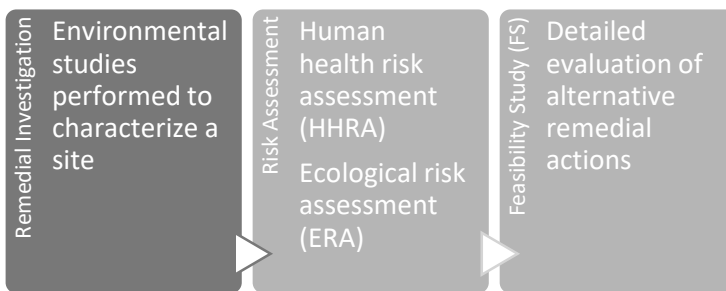 Remedial Investigation
Environmental
studies
performed to
characterize a
site
Risk Assessment
Human
health risk
assessment
(HHRA)
Ecological risk
assessment
(ERA)
Feasibility Study (FS)
Detailed
evaluation of
alternative
remedial
actions